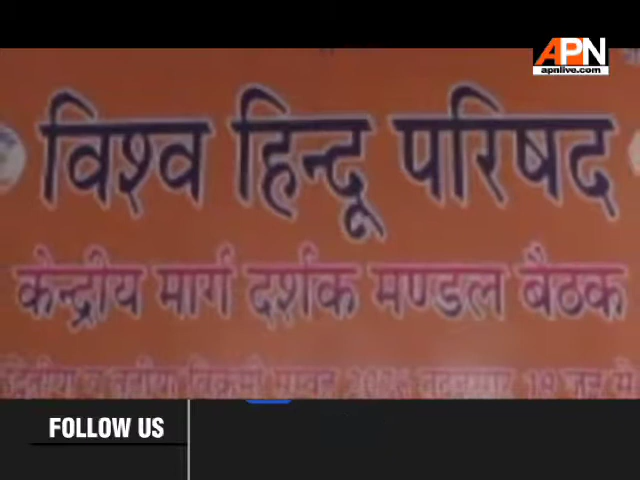 APN
apnlive.com
विश्व हिन्दू परिषद
केन्द्रीय मार्ग दर्शक मण्डल बैठक
FOLLOW US